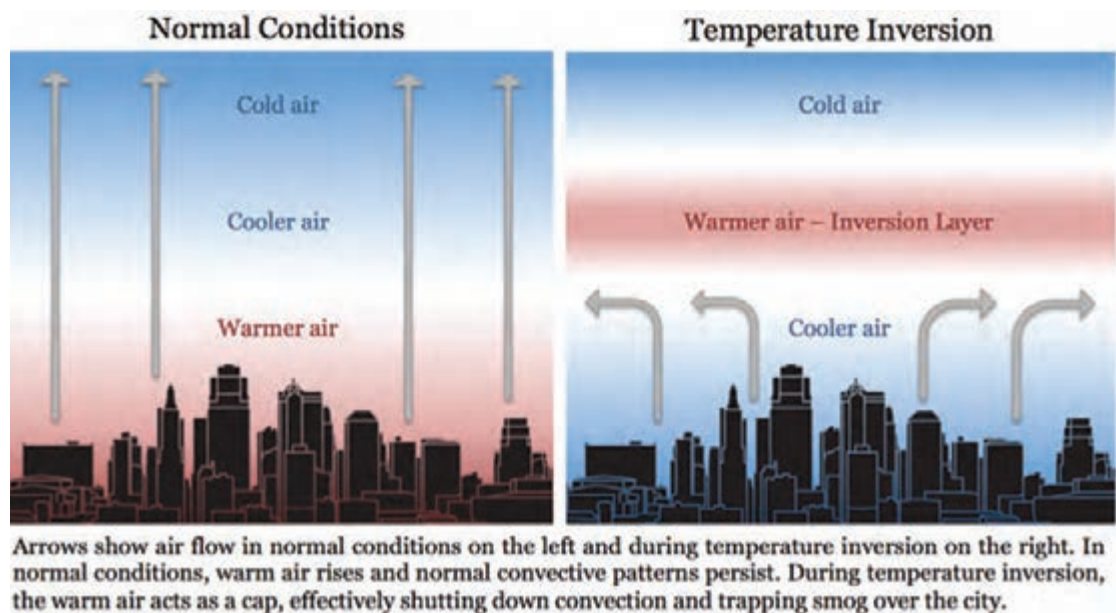 Normal Conditions
Cold air
Cooler air
Warmer air
Temperature Inversion
Cold air
Warmer air – Inversion Layer
Cooler air
Arrows show air flow in normal conditions on the left and during temperature inversion on the right. In
normal conditions, warm air rises and normal convective patterns persist. During temperature inversion,
the warm air acts as a cap, effectively shutting down convection and trapping smog over the city.